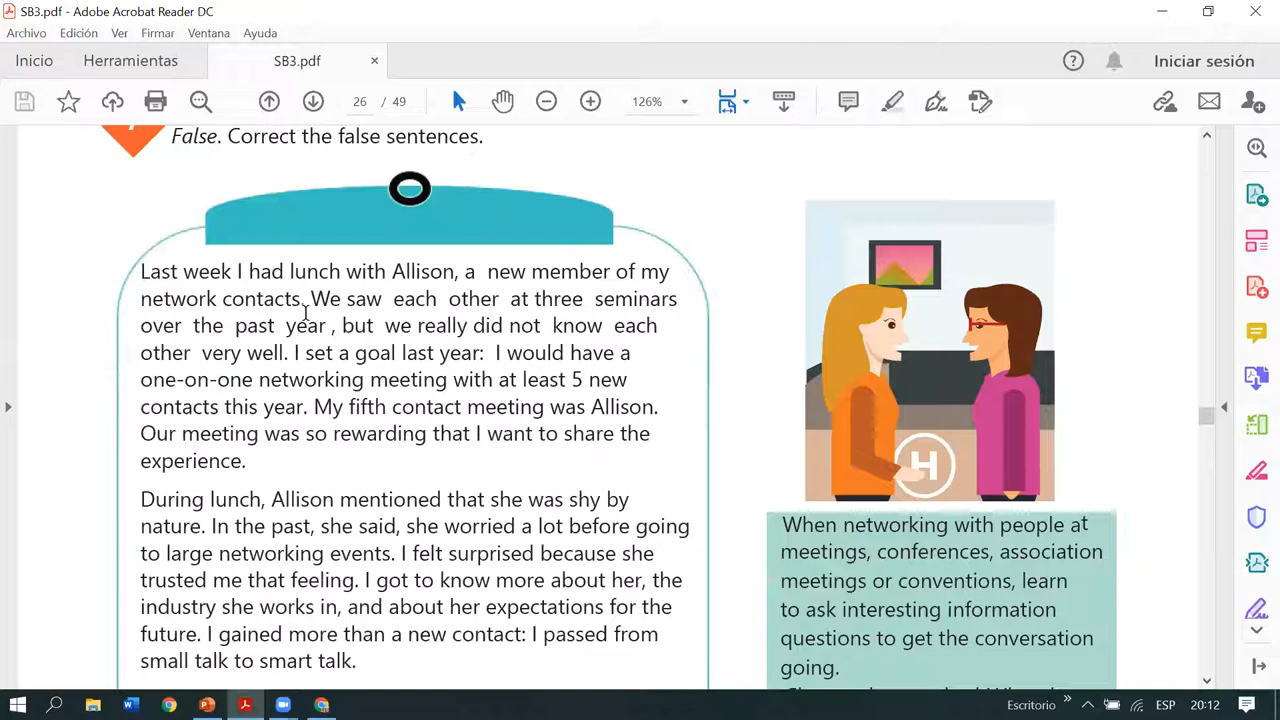 SB3.pdf - Adobe Acrobat Reader DC
Archivo Edición Ver Firmar Ventana Ayuda
Inicio Herramientas SB3.pdf × Iniciar sesión
26 / 49 126%
False. Correct the false sentences.
Last week I had lunch with Allison, a new member of my
network contacts. We saw each other at three seminars
over the past year , but we really did not know each
other very well. I set a goal last year: I would have a
one-on-one networking meeting with at least 5 new
contacts this year. My fifth contact meeting was Allison.
Our meeting was so rewarding that I want to share the
experience.
During lunch, Allison mentioned that she was shy by
nature. In the past, she said, she worried a lot before going
to large networking events. I felt surprised because she
trusted me that feeling. I got to know more about her, the
industry she works in, and about her expectations for the
future. I gained more than a new contact: I passed from
small talk to smart talk.
H
When networking with people at
meetings, conferences, association
meetings or conventions, learn
to ask interesting information
questions to get the conversation
going.
Escritorio » ESP 20:12